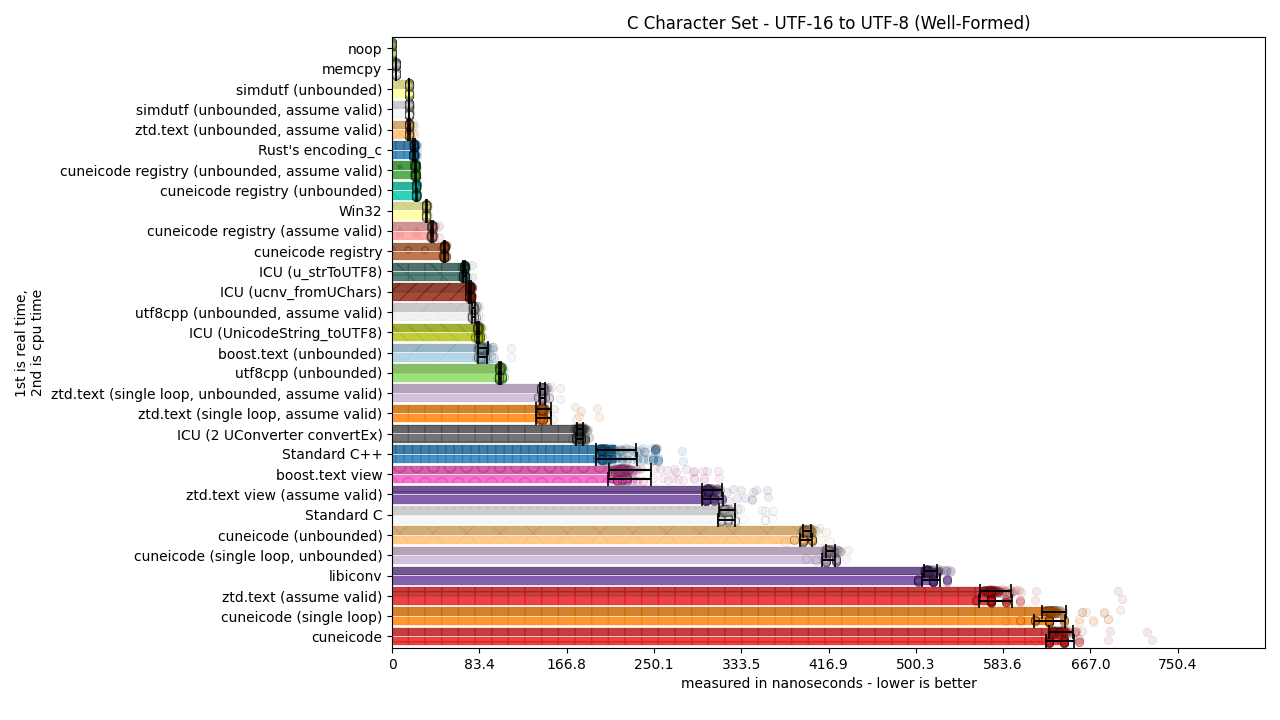 C Character Set - UTF-16 to UTF-8 (Well-Formed)
noop
memcpy
simdutf (unbounded)
simdutf (unbounded, assume valid)
ztd.text (unbounded, assume valid)
Rust's encoding_c
cuneicode registry (unbounded, assume valid)
cuneicode registry (unbounded)
Win32
cuneicode registry (assume valid)
cuneicode registry
ICU (u_strToUTF8)
ICU (ucnv_fromUChars)
utf8cpp (unbounded, assume valid)
ICU (UnicodeString_toUTF8)
boost.text (unbounded)
utf8cpp (unbounded)
ztd.text (single loop, unbounded, assume valid)
ztd.text (single loop, assume valid)
ICU (2 UConverter convertEx)
Standard C++
boost.text view
ztd.text view (assume valid)
Standard C
cuneicode (unbounded)
cuneicode (single loop, unbounded)
libiconv
ztd.text (assume valid)
cuneicode (single loop)
cuneicode
1st is real time,
2nd is cpu time
0 83.4 166.8 250.1 333.5 416.9 500.3 583.6 667.0 750.4
measured in nanoseconds - lower is better